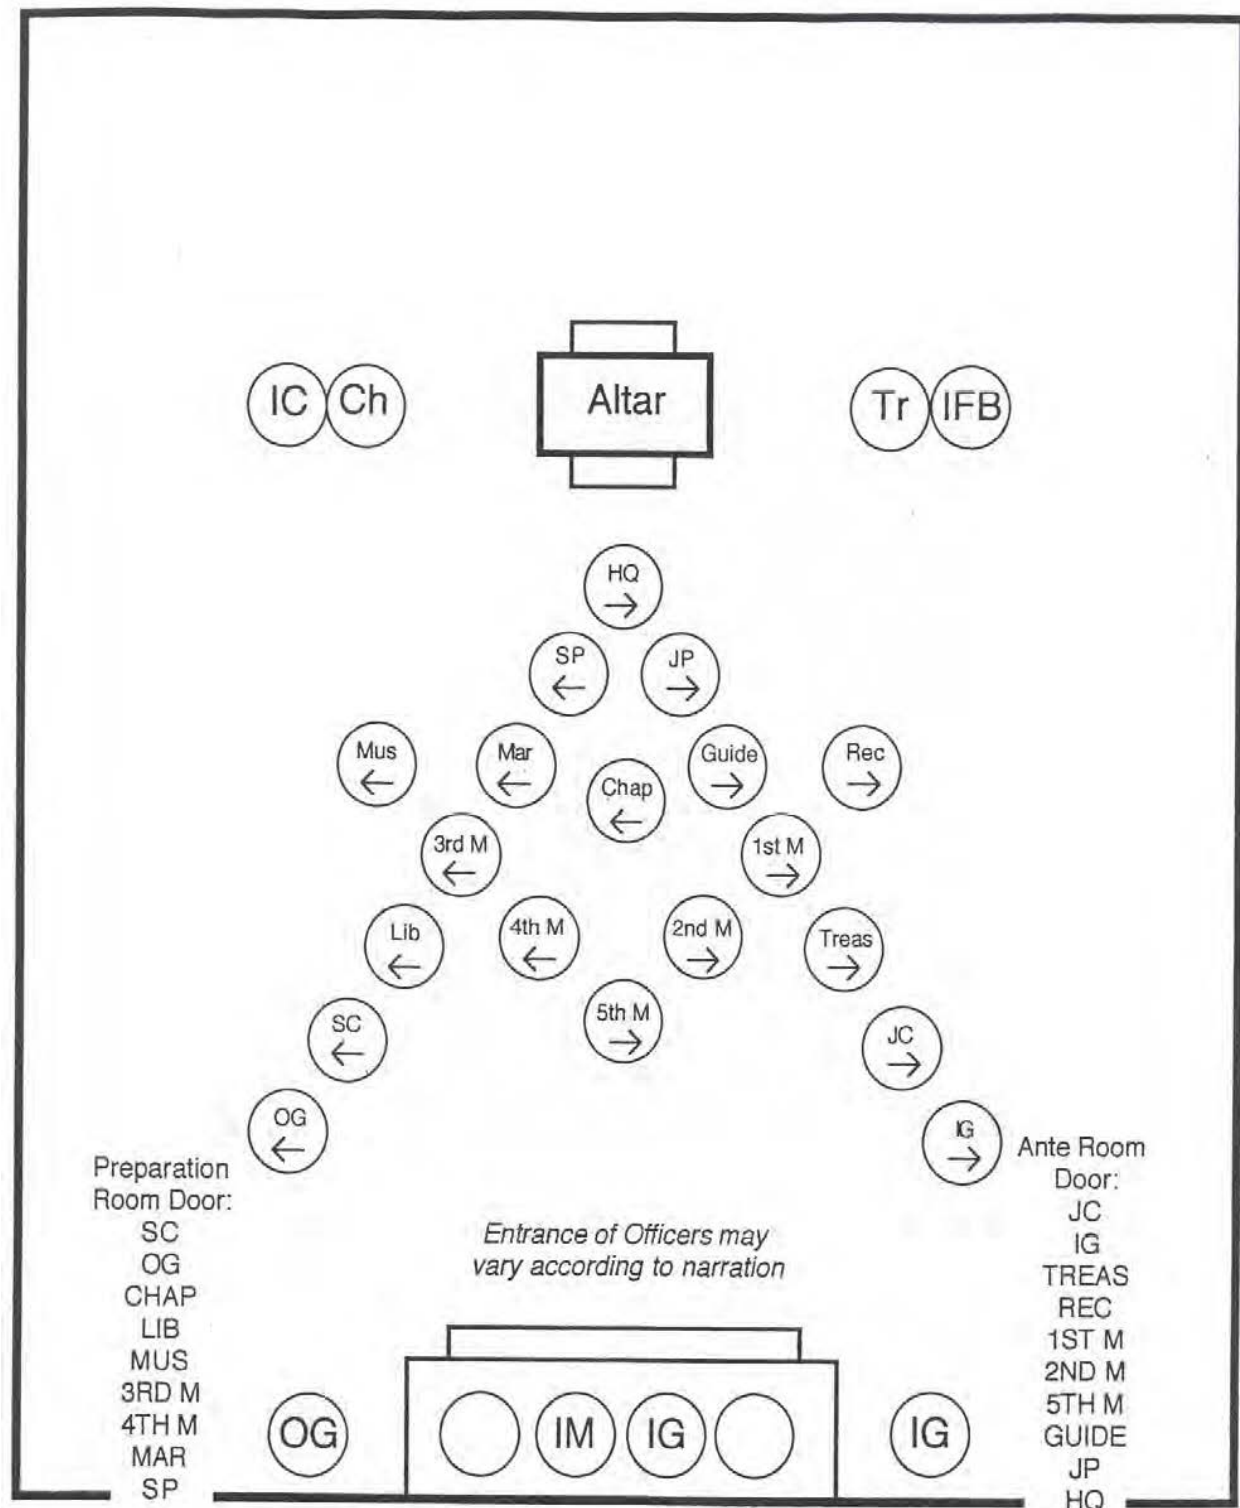 IC Ch Altar Tr IFB
HQ
SP JP
Mus Mar Guide Rec
Chap
3rd M 1st M
Lib 4th M 2nd M Treas
5th M
SC JC
OG IG
Preparation
Room Door:
SC
OG
CHAP
LIB
MUS
3RD M
4TH M
MAR
SP
Entrance of Officers may
vary according to narration
Ante Room
Door:
JC
IG
TREAS
REC
1ST M
2ND M
5TH M
GUIDE
JP
HQ
OG IM IG IG